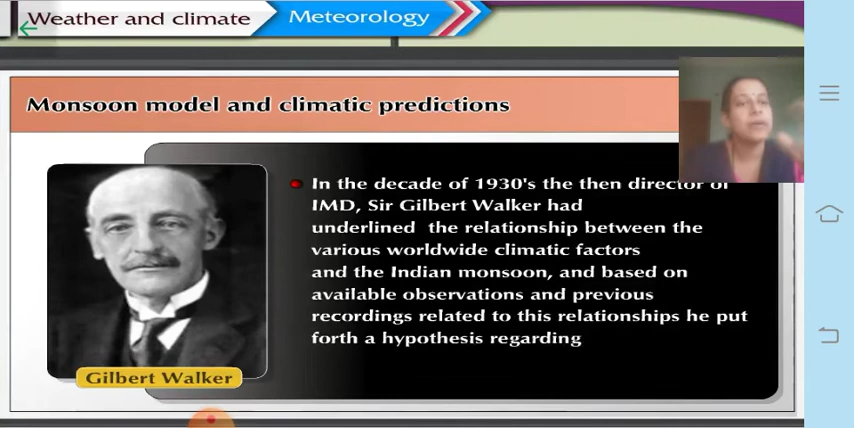 Weather and climate
Meteorology
Monsoon model and climatic predictions
In the decade of 1930's the then director of
IMD, Sir Gilbert Walker had
underlined the relationship between the
various worldwide climatic factors
and the Indian monsoon, and based on
available observations and previous
recordings related to this relationships he put
forth a hypothesis regarding
Gilbert Walker